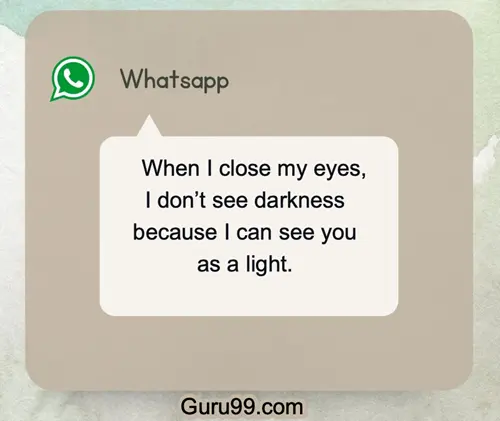 Whatsapp
When I close my eyes,
I don’t see darkness
because I can see you
as a light.
Guru99.com